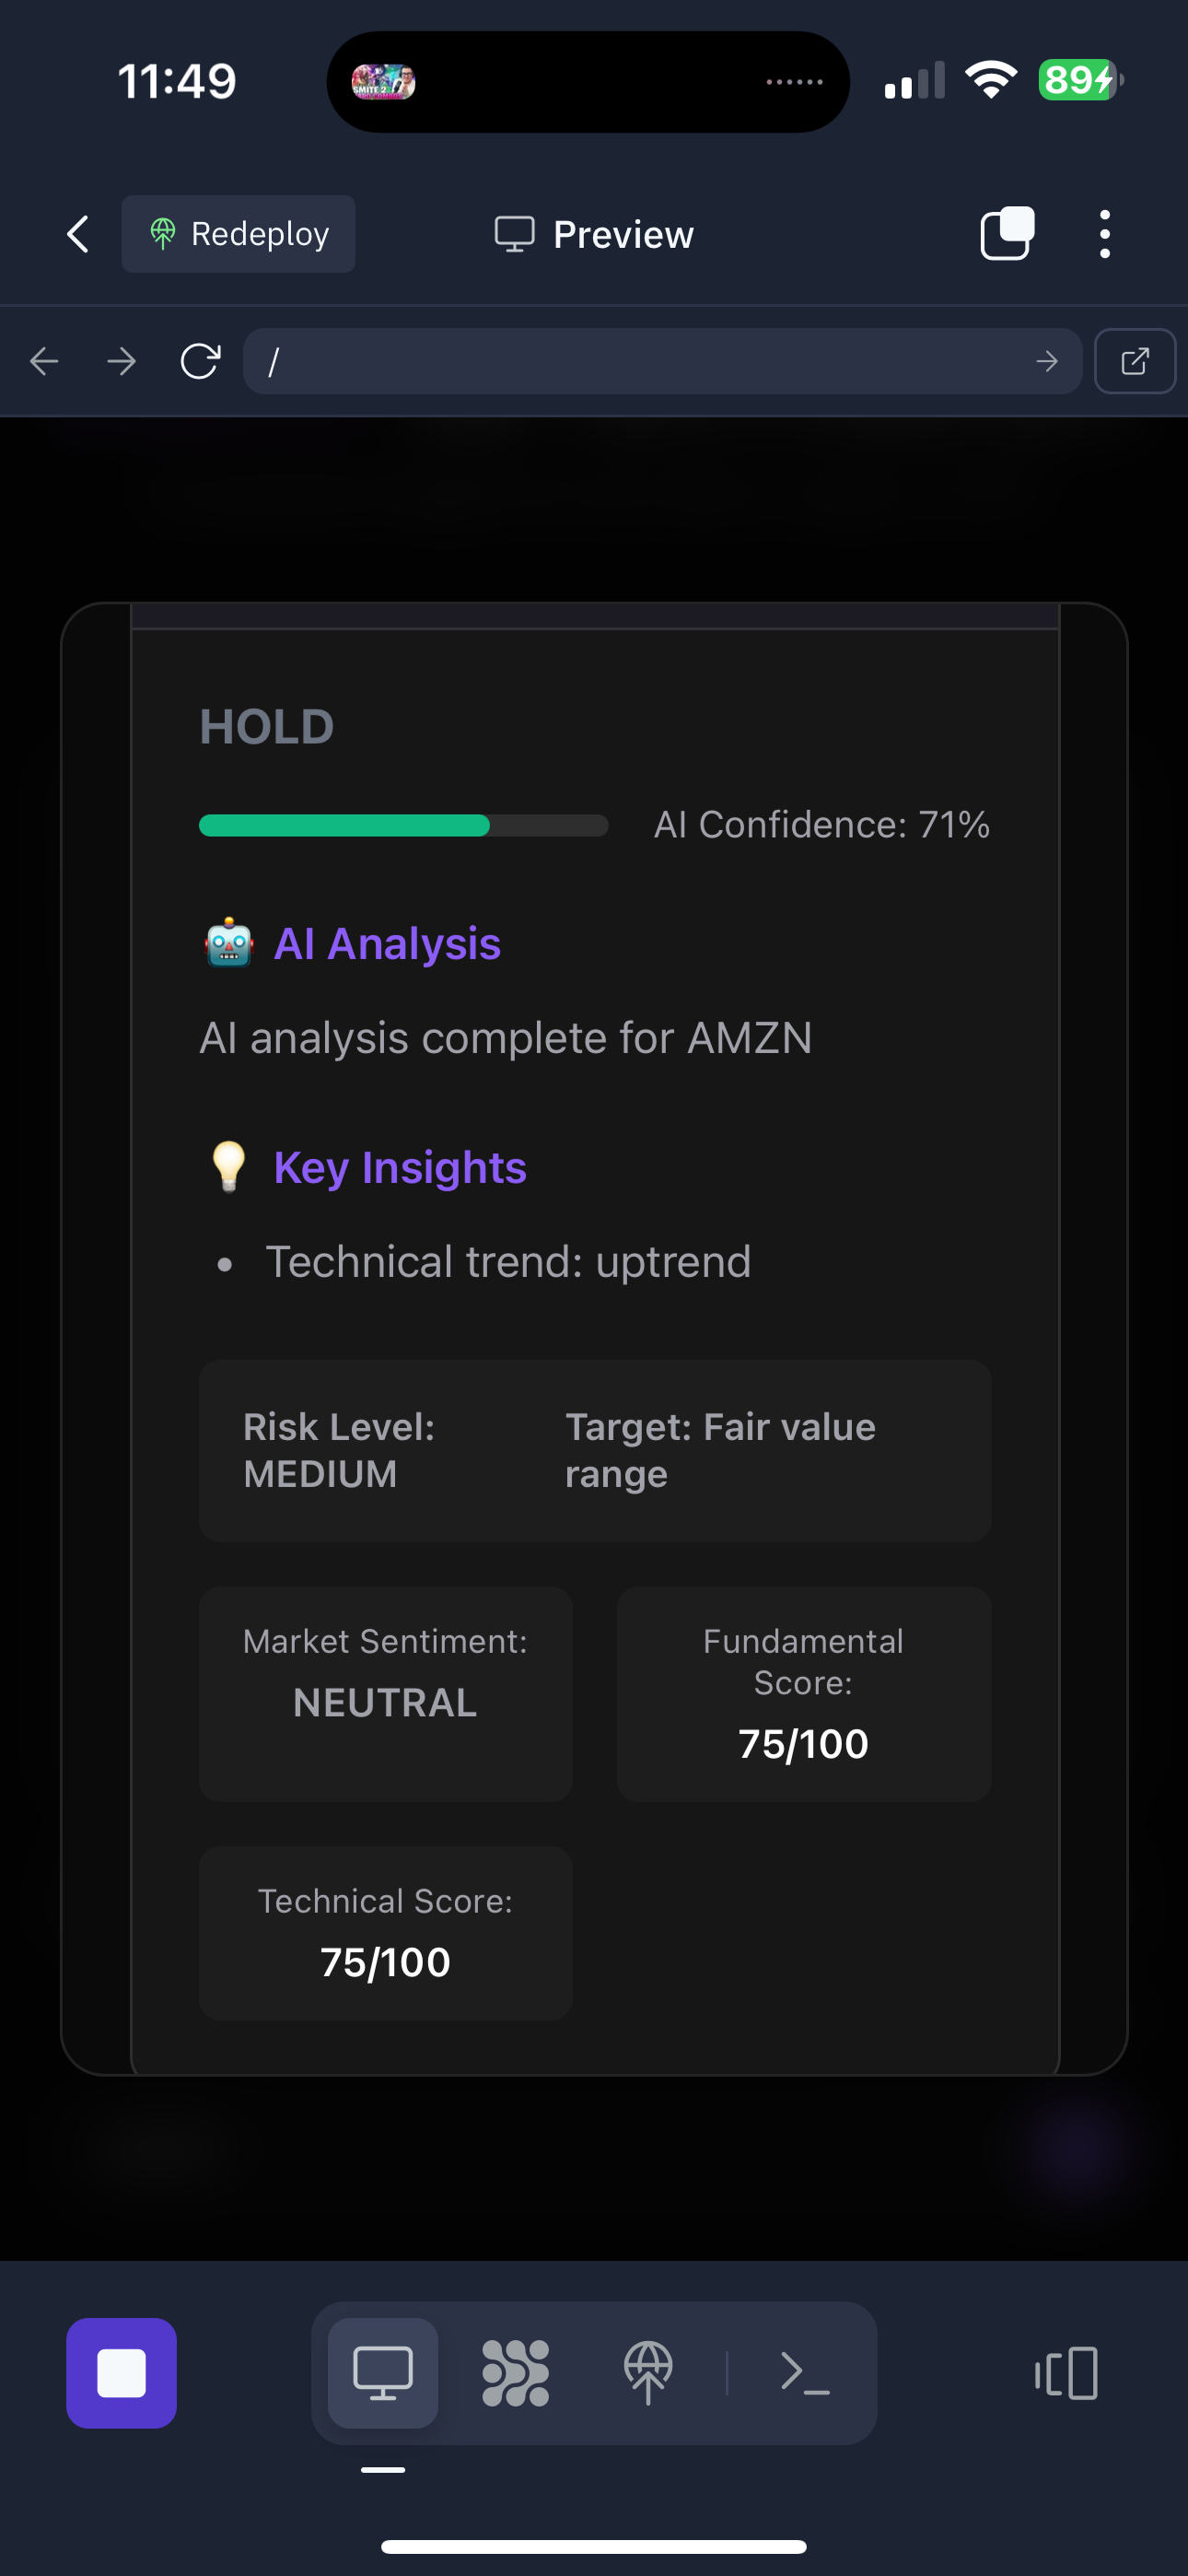 11:49
SMITE 2
89
Redeploy
Preview
/
HOLD
AI Confidence: 71%
AI Analysis
AI analysis complete for AMZN
Key Insights
• Technical trend: uptrend
Risk Level:
MEDIUM
Target: Fair value
range
Market Sentiment:
NEUTRAL
Fundamental
Score:
75/100
Technical Score:
75/100